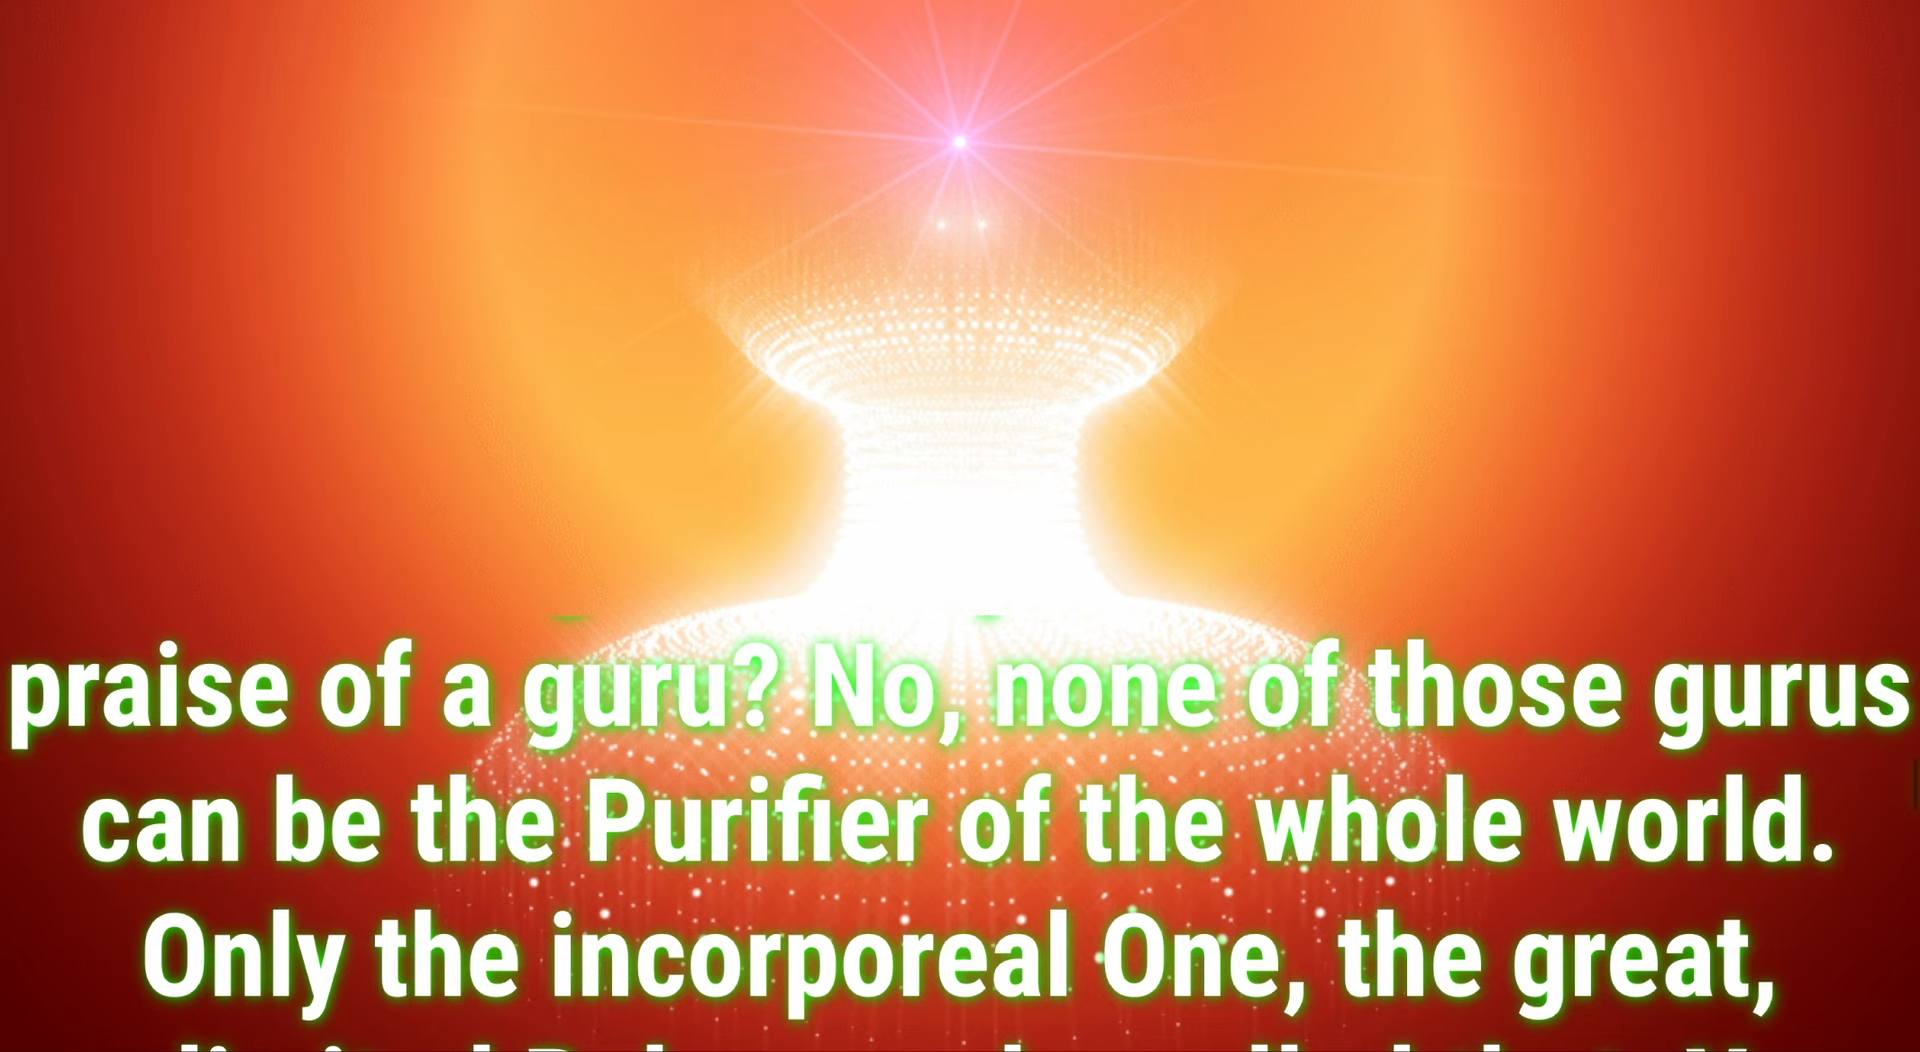 praise of a guru? No, none of those gurus
can be the Purifier of the whole world.
Only the incorporeal One, the great,